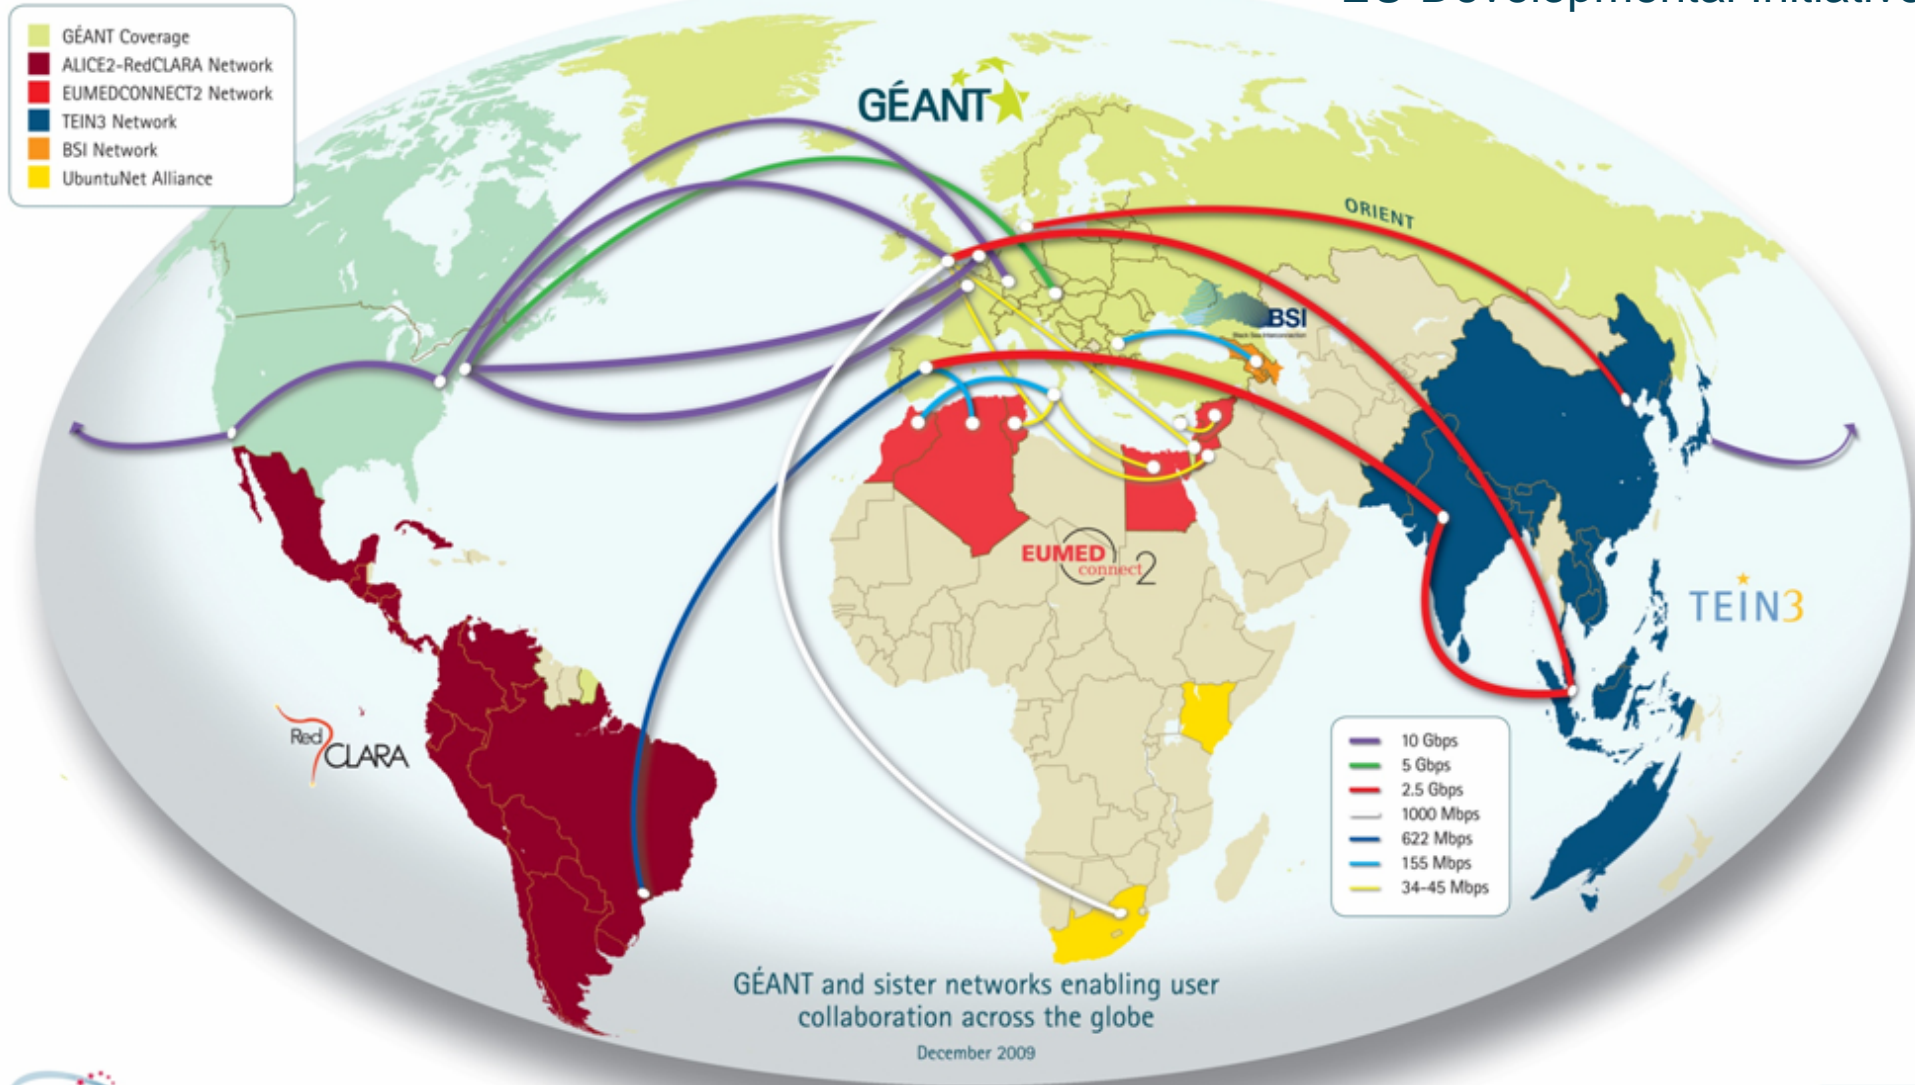 GÉANT Coverage
ALICE2-RedCLARA Network
EUMEDCONNECT2 Network
TEIN3 Network
BSI Network
UbuntuNet Alliance
GÉANT
ORIENT
BSI
EUMED
connect2
TEIN3
Red
CLARA
10 Gbps
5 Gbps
2.5 Gbps
1000 Mbps
622 Mbps
155 Mbps
34-45 Mbps
GÉANT and sister networks enabling user
collaboration across the globe
December 2009